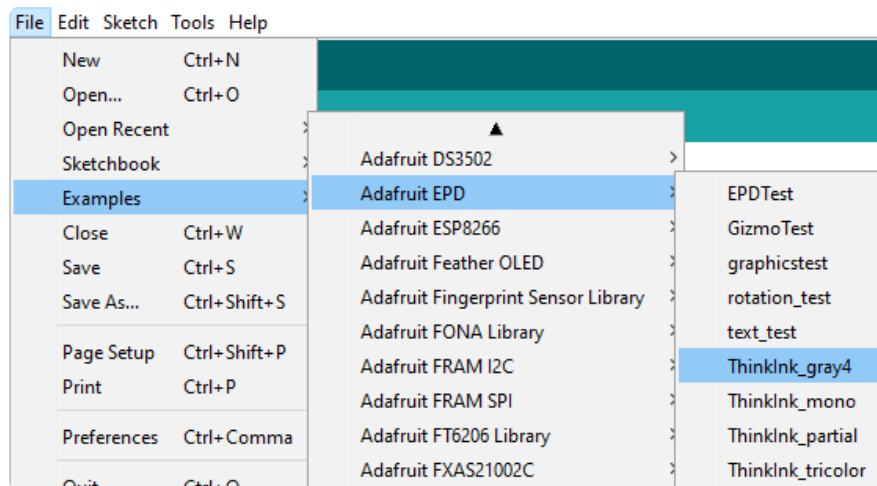 File Edit Sketch Tools Help
New Ctrl+N
Open... Ctrl+O
Open Recent
Sketchbook
Examples
Close Ctrl+W
Save Ctrl+S
Save As... Ctrl+Shift+S
Page Setup Ctrl+Shift+P
Print Ctrl+P
Preferences Ctrl+Comma
Quit Ctrl+Q
Adafruit DS3502
Adafruit EPD
Adafruit ESP8266
Adafruit Feather OLED
Adafruit Fingerprint Sensor Library
Adafruit FONA Library
Adafruit FRAM I2C
Adafruit FRAM SPI
Adafruit FT6206 Library
Adafruit FXAS21002C
EPDTest
GizmoTest
graphicstest
rotation_test
text_test
ThinkInk_gray4
ThinkInk_mono
ThinkInk_partial
ThinkInk_tricolor